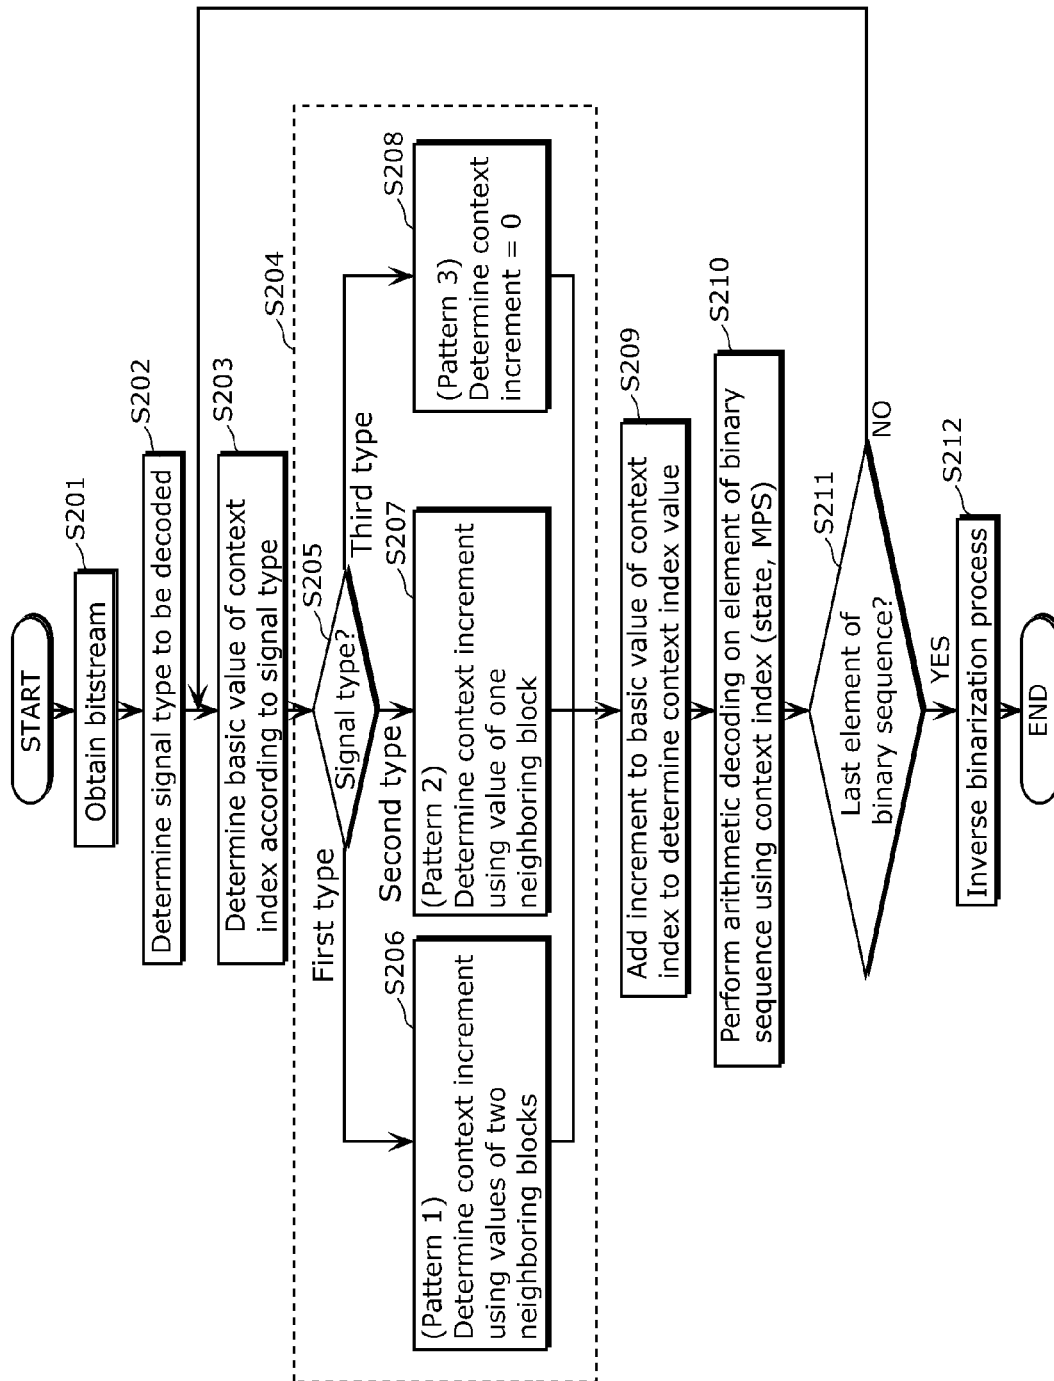 START
S201
Obtain bitstream
S202
Determine signal type to be decoded
S203
Determine basic value of context
index according to signal type
S204
S205
Signal type?
First type
Second type
Third type
S206
(Pattern 1)
Determine context increment
using values of two
neighboring blocks
S207
(Pattern 2)
Determine context increment
using value of one
neighboring block
S208
(Pattern 3)
Determine context
increment = 0
S209
Add increment to basic value of context
index to determine context index value
S210
Perform arithmetic decoding on element of binary
sequence using context index (state, MPS)
S211
Last element of
binary sequence?
NO
YES
S212
Inverse binarization process
END